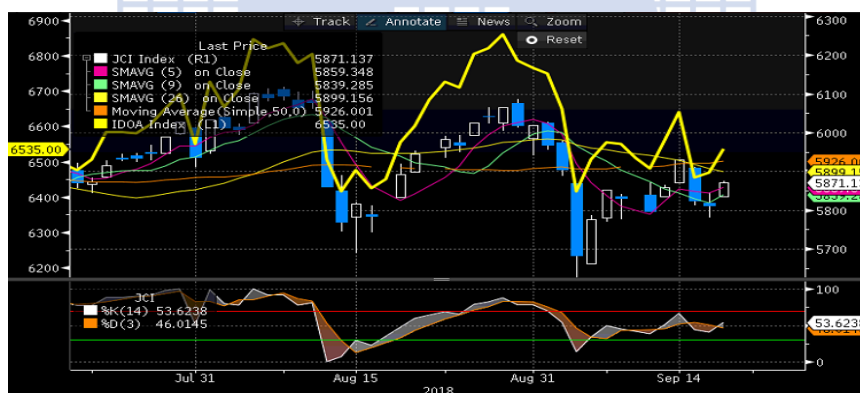 Track Annotate News Zoom
Reset
Last Price
JCI Index (R1) 5871.137
SMAVG (5) on Close 5859.348
SMAVG (9) on Close 5839.285
SMAVG (26) on Close 5899.156
Moving Average(Simple,50,0) 5926.001
IDOA Index (L1) 6535.00
6900
6800
6700
6600
6535.00
6500
6400
6300
6200
6300
6200
6100
6000
5926.0
5899.15
5871.13
5839.2
5800
5700
JCI
%K(14) 53.6238
%D(3) 46.0145
100
53.6238
0
Jul 31 Aug 15 Aug 31 Sep 14
2018